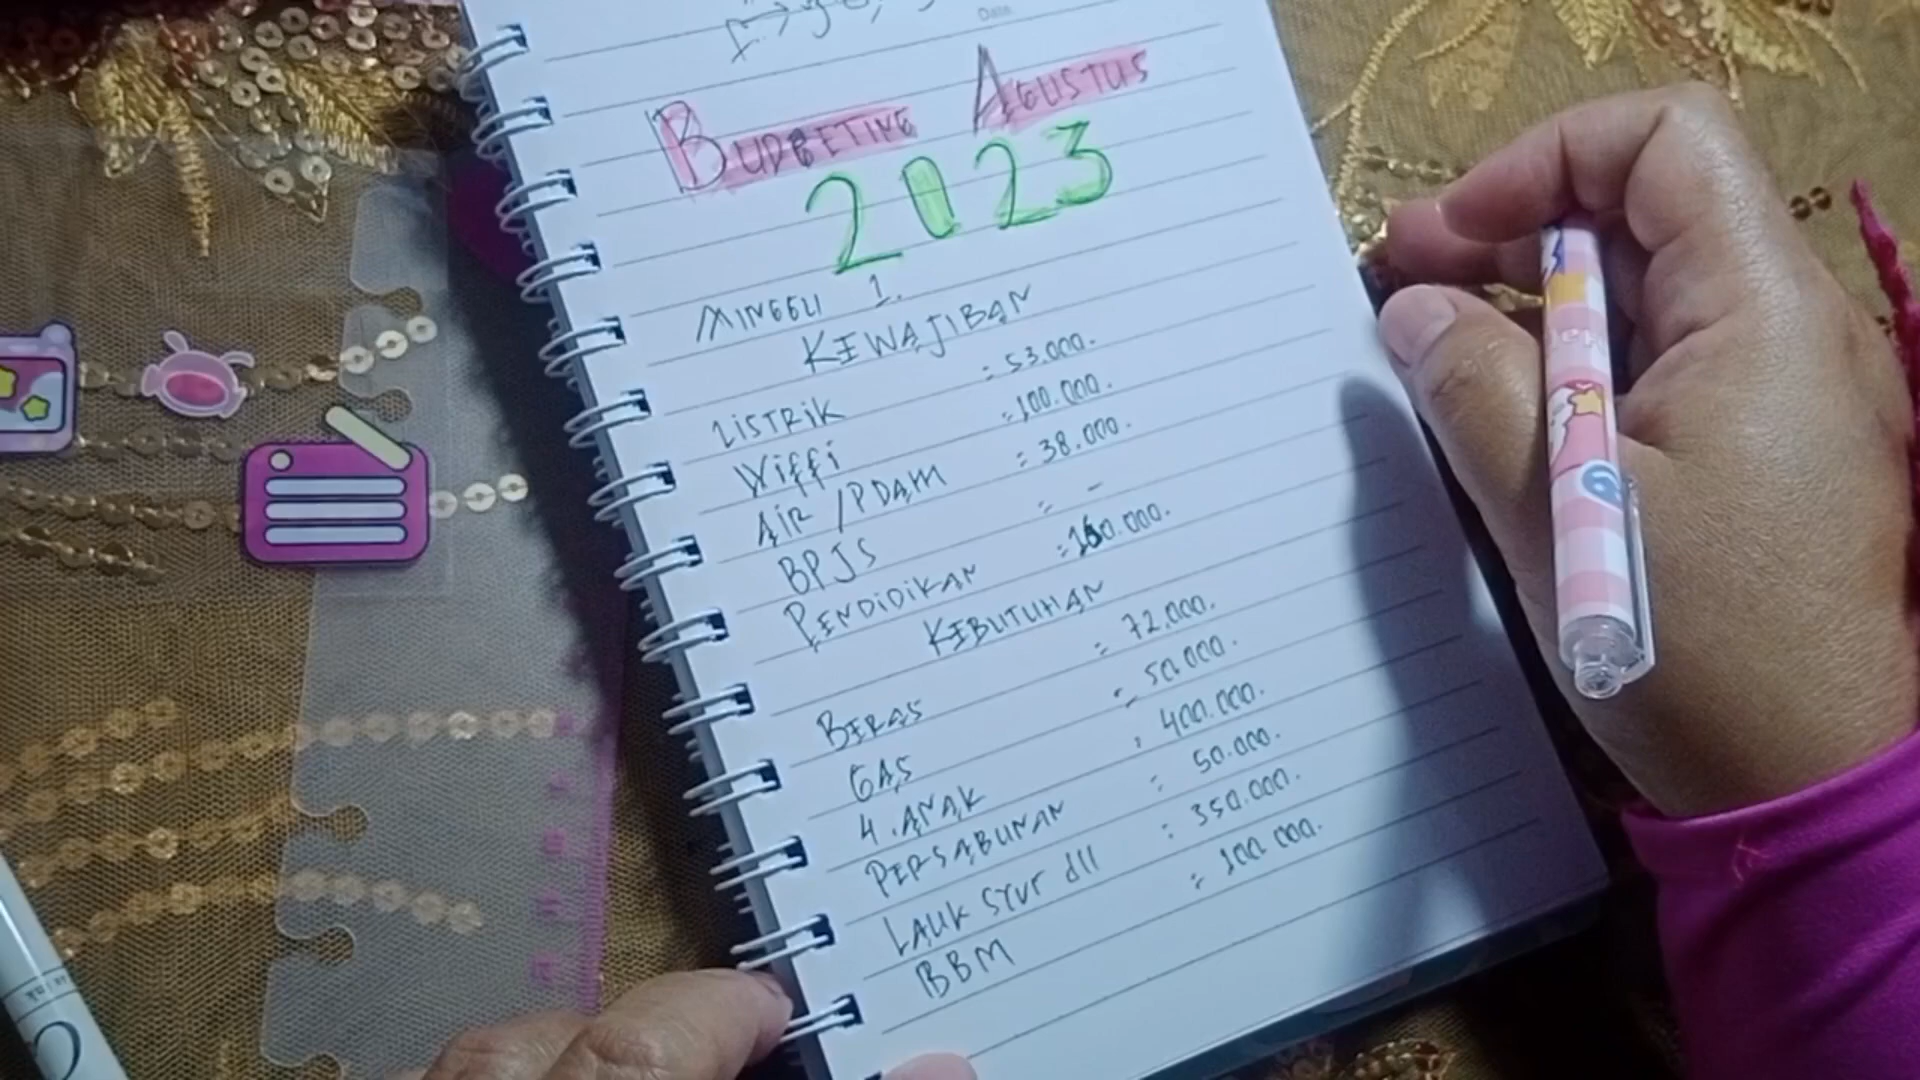 Date
BUDGETING AGUSTUS
2023
MINGGU 1.
KEWAJIBAN
LISTRIK = 53.000.
Wiffi = 100.000.
AIR / PDAM = 38.000.
BPJS = -
PENDIDIKAN = 160.000.
KEBUTUHAN
BERAS = 72.000.
GAS = 50.000.
4. ANAK : 400.000.
PERSABUNAN = 50.000.
LAUK SYUR dll : 350.000.
BBM = 100.000.